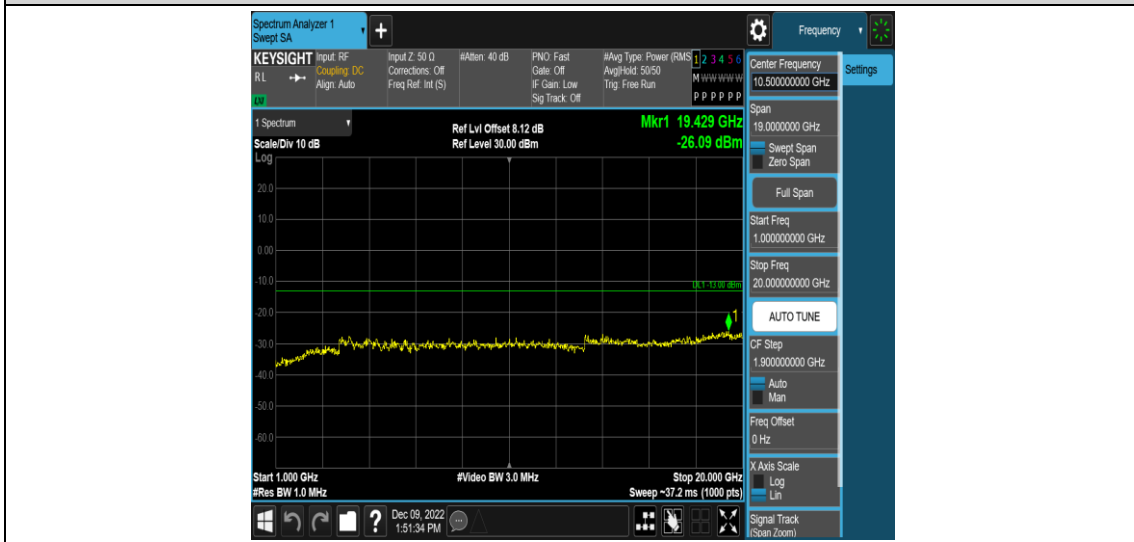 Spectrum Analyzer 1
Swept SA
+
Frequency
KEYSIGHT
RL
Input: RF
Coupling: DC
Align: Auto
Input Z: 50 Ω
Corrections: Off
Freq Ref: Int (S)
#Atten: 40 dB
PNO: Fast
Gate: Off
IF Gain: Low
Sig Track: Off
#Avg Type: Power (RMS
Avg|Hold: 50/50
Trig: Free Run
1 2 3 4 5 6
M W W W W W
P P P P P P
1 Spectrum
Scale/Div 10 dB
Ref Lvl Offset 8.12 dB
Ref Level 30.00 dBm
Mkr1 19.429 GHz
-26.09 dBm
Log
20.0
10.0
0.00
-10.0
-20.0
-30.0
-40.0
-50.0
-60.0
DL1 -13.00 dBm
1
Start 1.000 GHz
#Res BW 1.0 MHz
#Video BW 3.0 MHz
Stop 20.000 GHz
Sweep ~37.2 ms (1000 pts)
Center Frequency
10.500000000 GHz
Settings
Span
19.0000000 GHz
Swept Span
Zero Span
Full Span
Start Freq
1.000000000 GHz
Stop Freq
20.000000000 GHz
AUTO TUNE
CF Step
1.900000000 GHz
Auto
Man
Freq Offset
0 Hz
X Axis Scale
Log
Lin
Signal Track
(Span Zoom)
?
Dec 09, 2022
1:51:34 PM